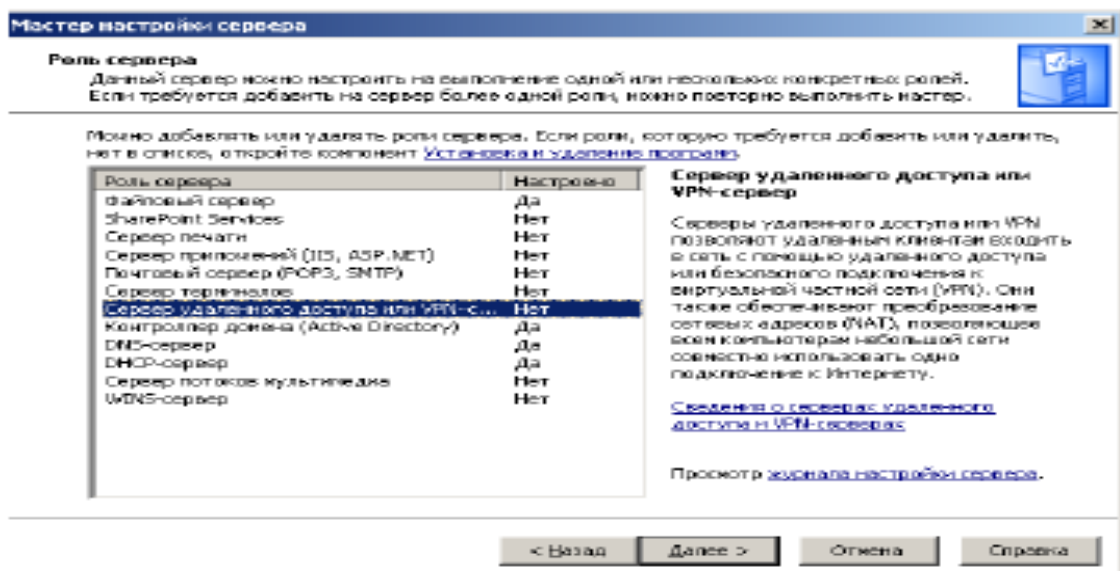 Мастер настройки сервера
Роль сервера
Данный сервер можно настроить на выполнение одной или нескольких конкретных ролей.
Если требуется добавить на сервер более одной роли, можно повторно выполнить мастер.
Можно добавлять или удалять роли сервера. Если роли, которую требуется добавить или удалить,
нет в списке, откройте компонент Установка и удаление программ.
Роль сервера Настроено
Файловый сервер Да
SharePoint Services Нет
Сервер печати Нет
Сервер приложений (IIS, ASP.NET) Нет
Почтовый сервер (POP3, SMTP) Нет
Сервер терминалов Нет
Сервер удаленного доступа или VPN-с... Нет
Контроллер домена (Active Directory) Да
DNS-сервер Да
DHCP-сервер Да
Сервер потоков мультимедиа Нет
WINS-сервер Нет
Сервер удаленного доступа или
VPN-сервер
Серверы удаленного доступа или VPN
позволяют удаленным клиентам входить
в сеть с помощью удаленного доступа
или безопасного подключения к
виртуальной частной сети (VPN). Они
также обеспечивают преобразование
сетевых адресов (NAT), позволяющее
всем компьютерам небольшой сети
совместно использовать одно
подключение к Интернету.
Сведения о серверах удаленного
доступа и VPN-серверах
Просмотр журнала настройки сервера.
< Назад Далее > Отмена Справка